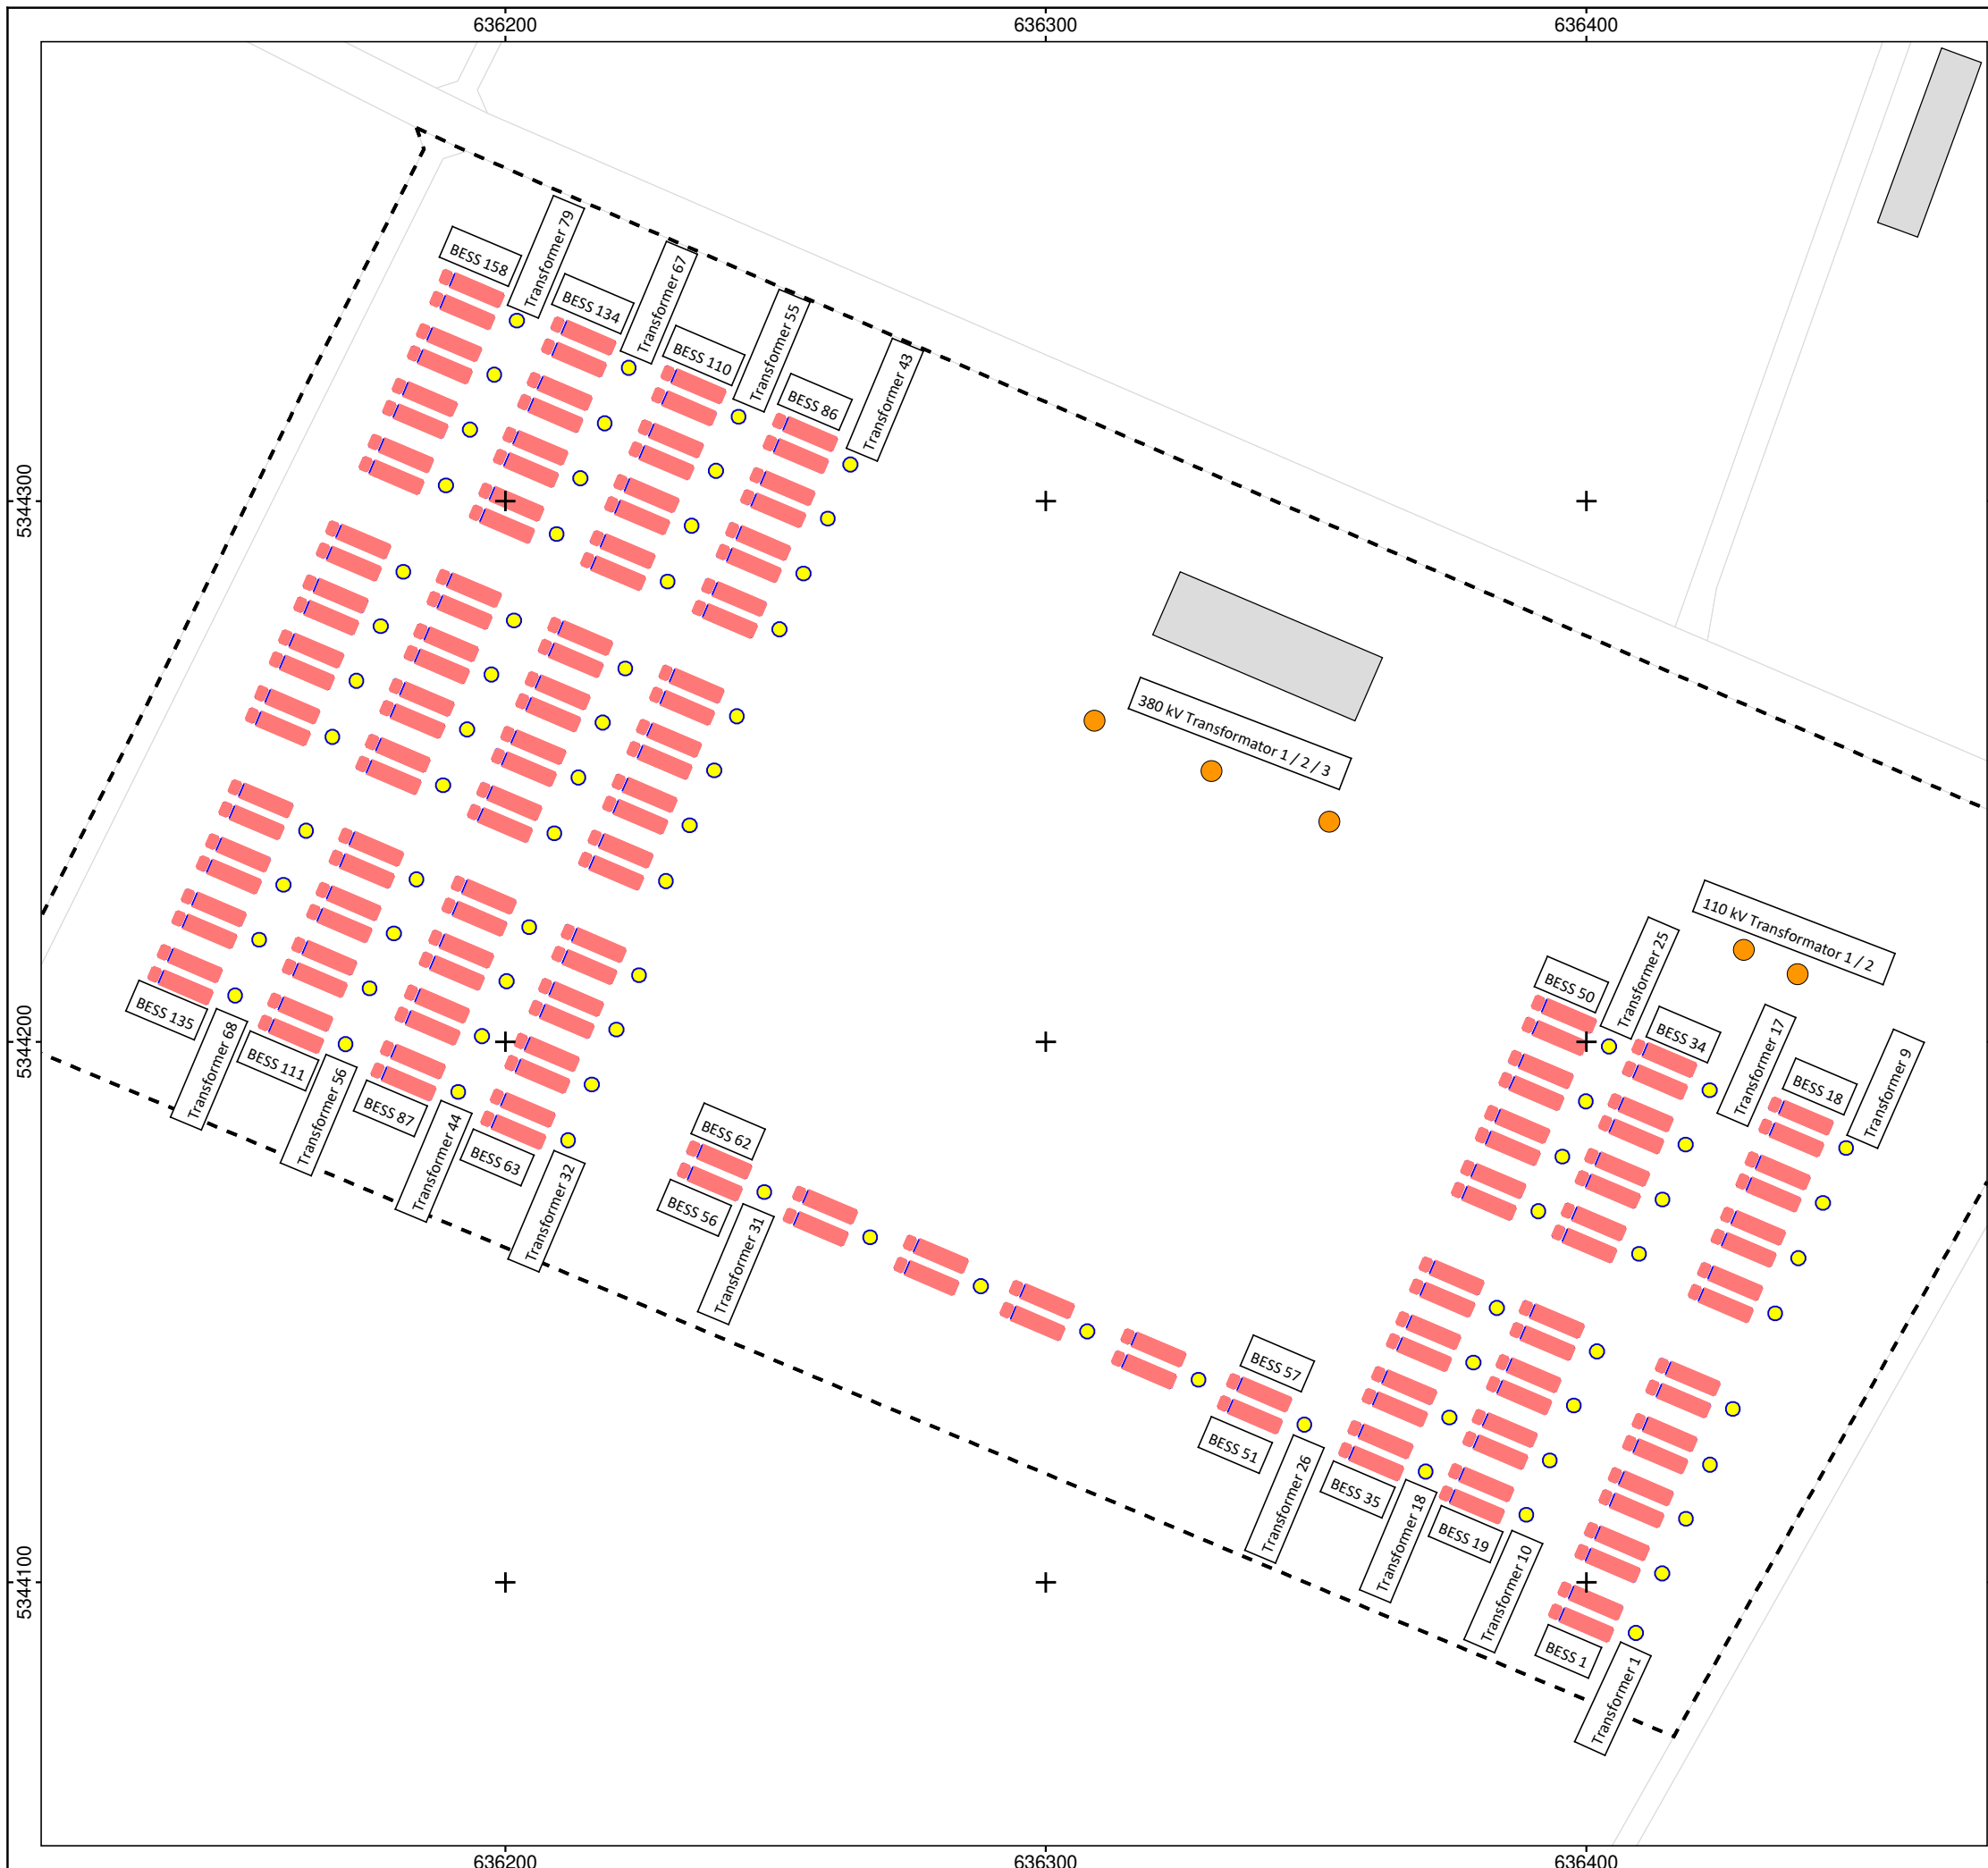 636200
636300
636400
Transformer 79
BESS 158
Transformer 67
BESS 134
Transformer 55
BESS 110
Transformer 43
BESS 86
5344300
380 kV Transformator 1 / 2 / 3
110 kV Transformator 1 / 2
Transformer 25
BESS 50
BESS 34
Transformer 17
Transformer 9
BESS 18
5344200
BESS 135
Transformer 68
BESS 111
Transformer 56
BESS 87
Transformer 44
BESS 63
Transformer 32
BESS 62
BESS 56
Transformer 31
BESS 57
BESS 51
Transformer 26
BESS 35
Transformer 18
BESS 19
Transformer 10
5344100
BESS 1
Transformer 1
636200
636300
636400